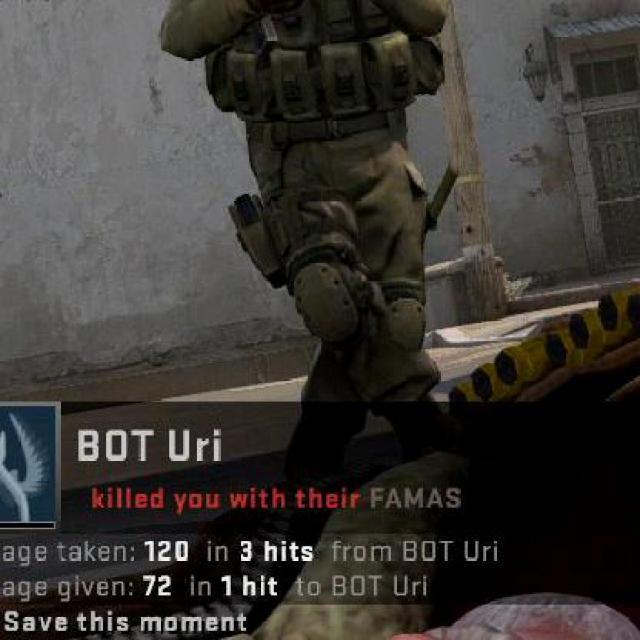 BOT Uri
killed you with their FAMAS
age taken: 120 in 3 hits from BOT Uri
age given: 72 in 1 hit to BOT Uri
Save this moment